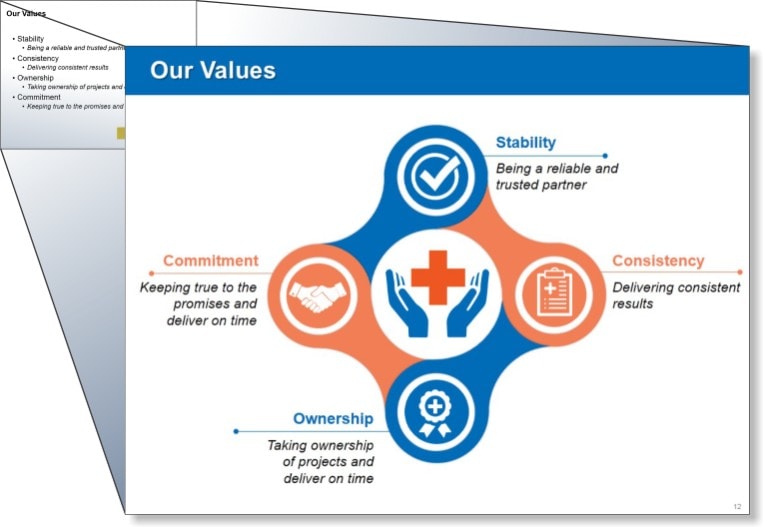 Our Values
• Stability
• Being a reliable and trusted partn
• Consistency
• Delivering consistent results
• Ownership
• Taking ownership of projects and
• Commitment
• Keeping true to the promises and
Our Values
Stability
Being a reliable and
trusted partner
Commitment
Keeping true to the
promises and
deliver on time
Consistency
Delivering consistent
results
Ownership
Taking ownership
of projects and
deliver on time
12